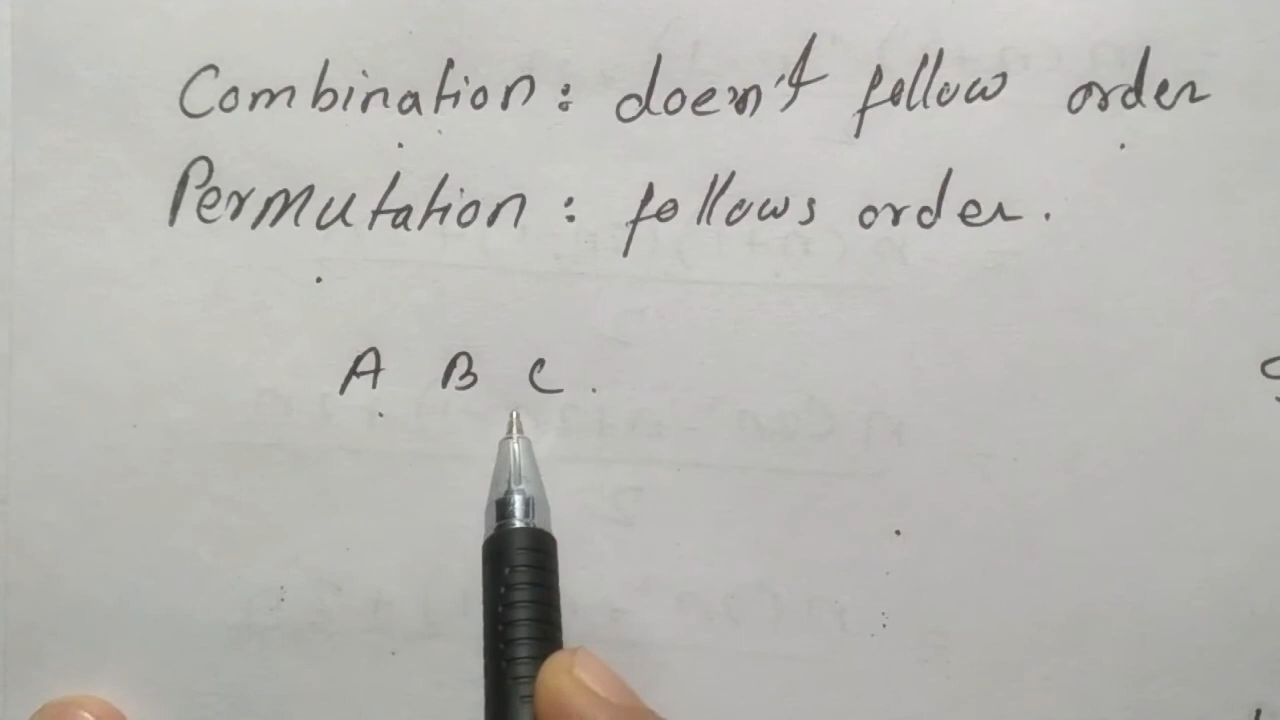 Combination: doesn't follow order
Permutation: follows order.
A B C.